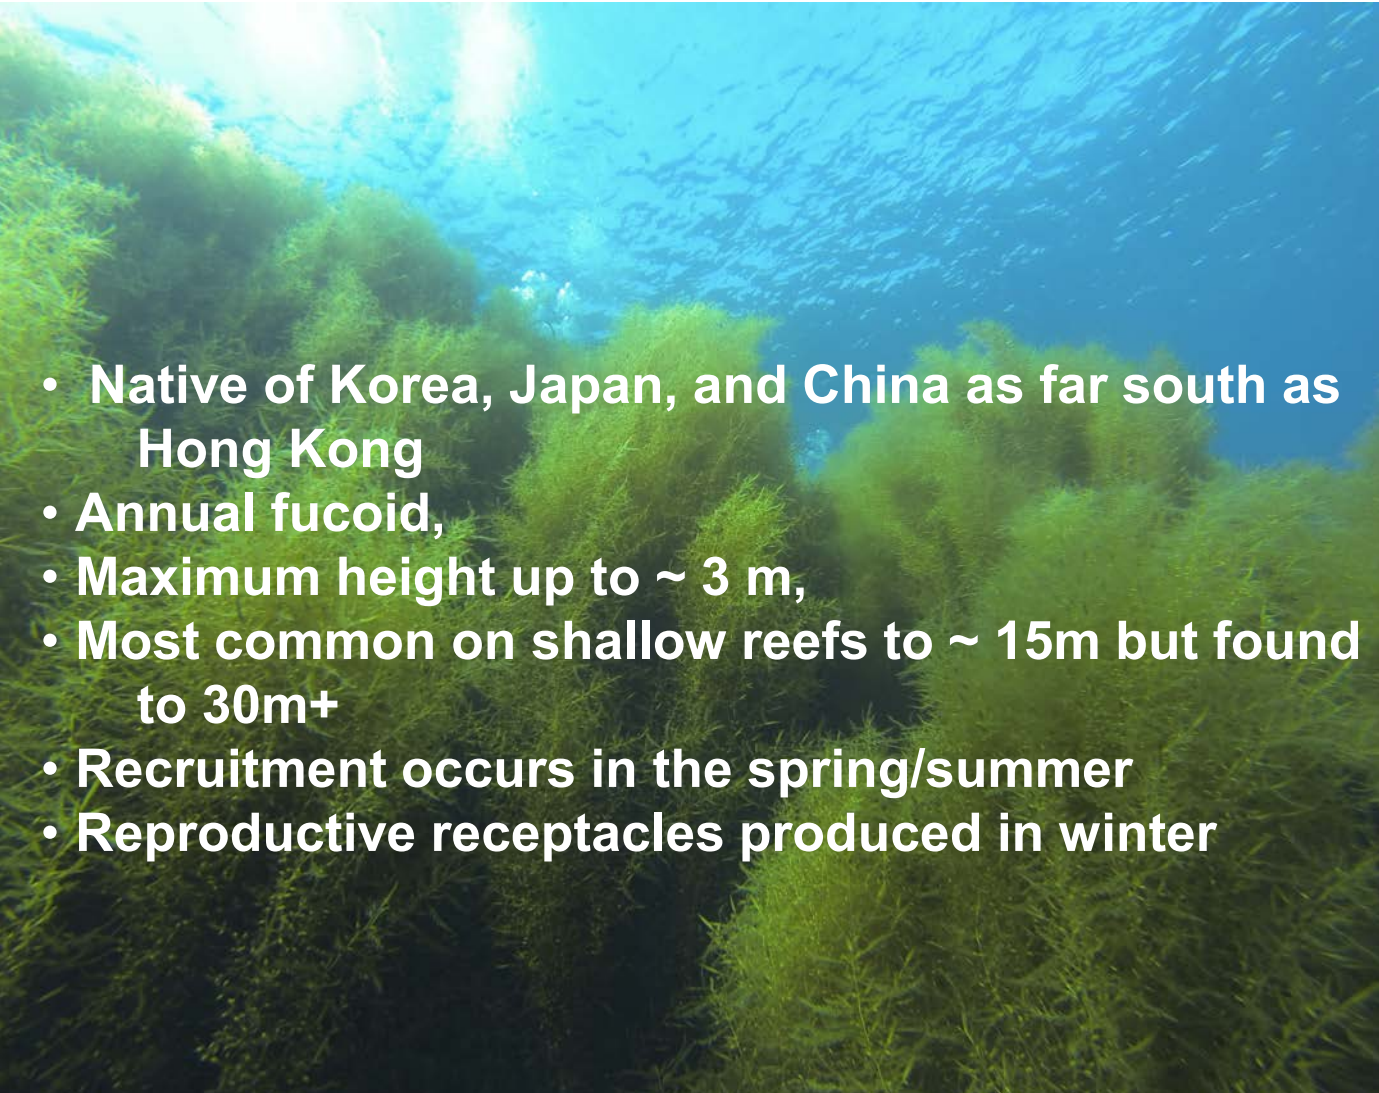 • Native of Korea, Japan, and China as far south as
Hong Kong
• Annual fucoid,
• Maximum height up to ~ 3 m,
• Most common on shallow reefs to ~ 15m but found
to 30m+
• Recruitment occurs in the spring/summer
• Reproductive receptacles produced in winter